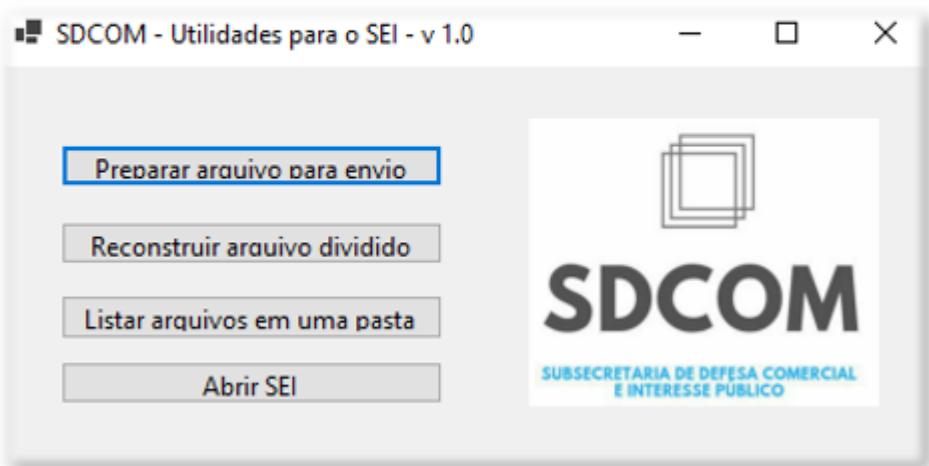 SDCOM - Utilidades para o SEI - v 1.0
Preparar arquivo para envio
Reconstruir arquivo dividido
Listar arquivos em uma pasta
Abrir SEI
SDCOM
SUBSECRETARIA DE DEFESA COMERCIAL
E INTERESSE PÚBLICO